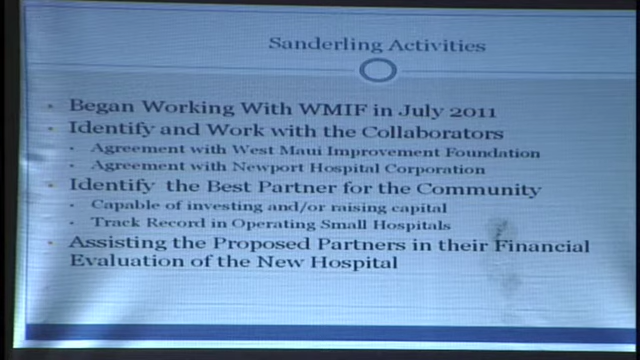 Sanderling Activities
Began Working With WMIF in July 2011
Identify and Work with the Collaborators
Agreement with West Maui Improvement Foundation
Agreement with Newport Hospital Corporation
Identify the Best Partner for the Community
Capable of investing and/or raising capital
Track Record in Operating Small Hospitals
Assisting the Proposed Partners in their Financial
Evaluation of the New Hospital